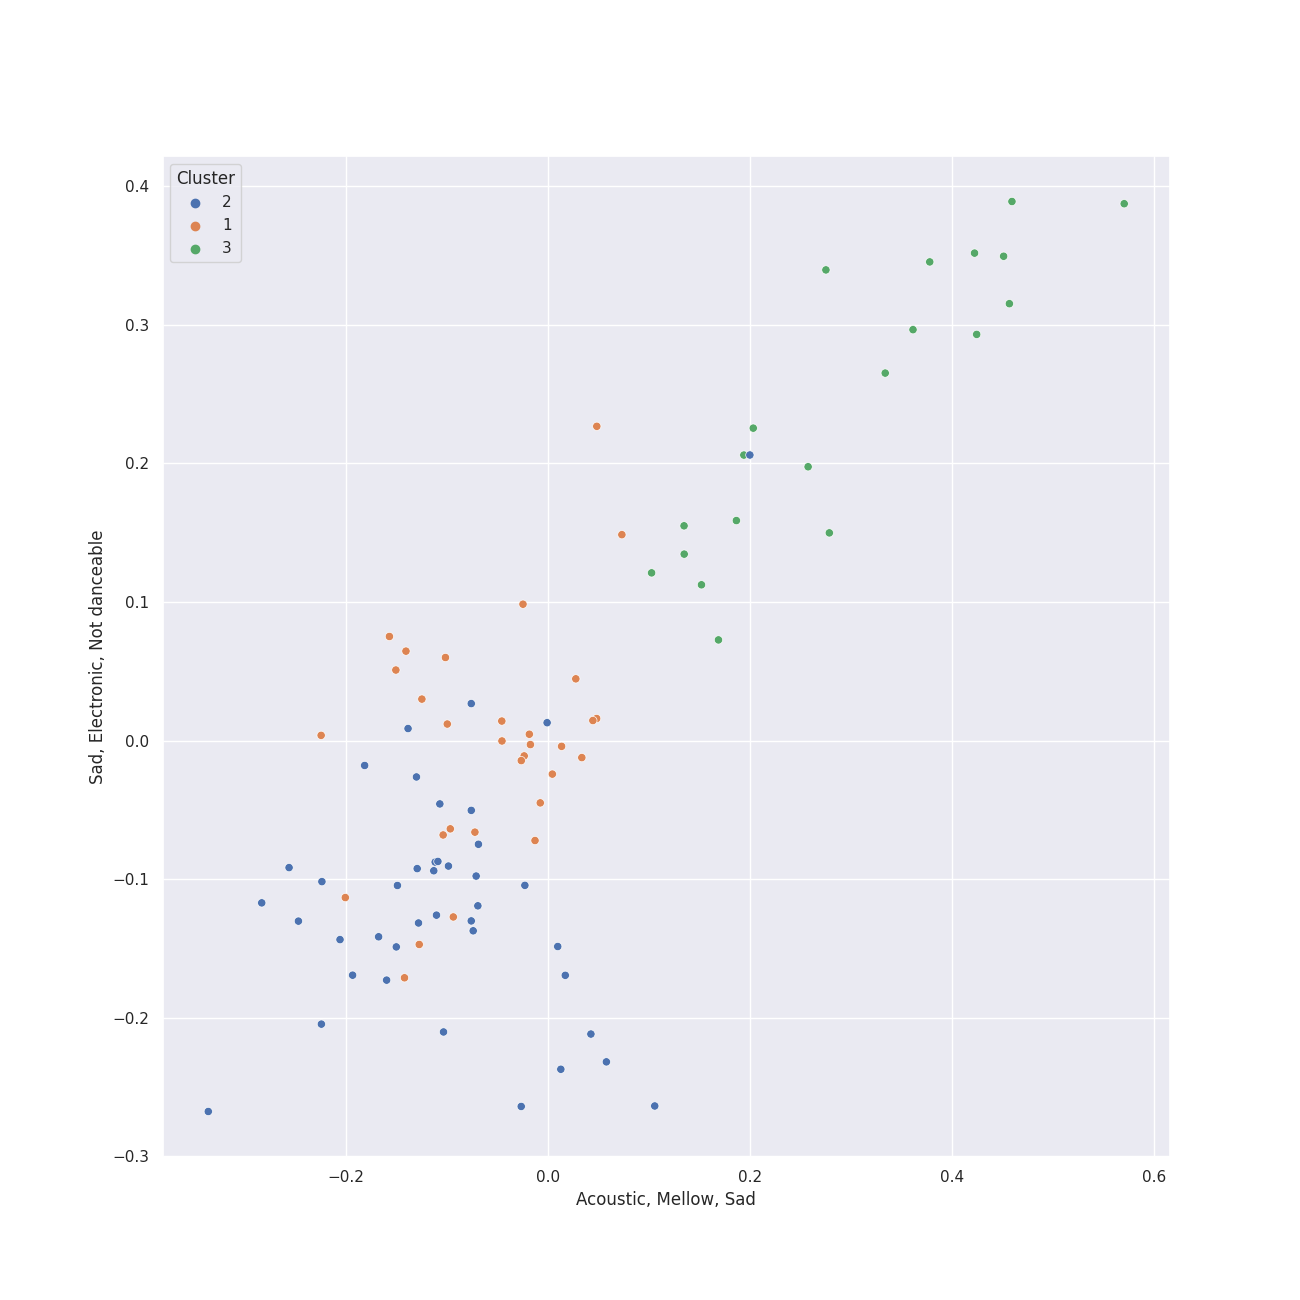 Cluster
2
1
3
0.4
0.3
0.2
0.1
0.0
−0.1
−0.2
−0.3
Sad, Electronic, Not danceable
−0.2 0.0 0.2 0.4 0.6
Acoustic, Mellow, Sad